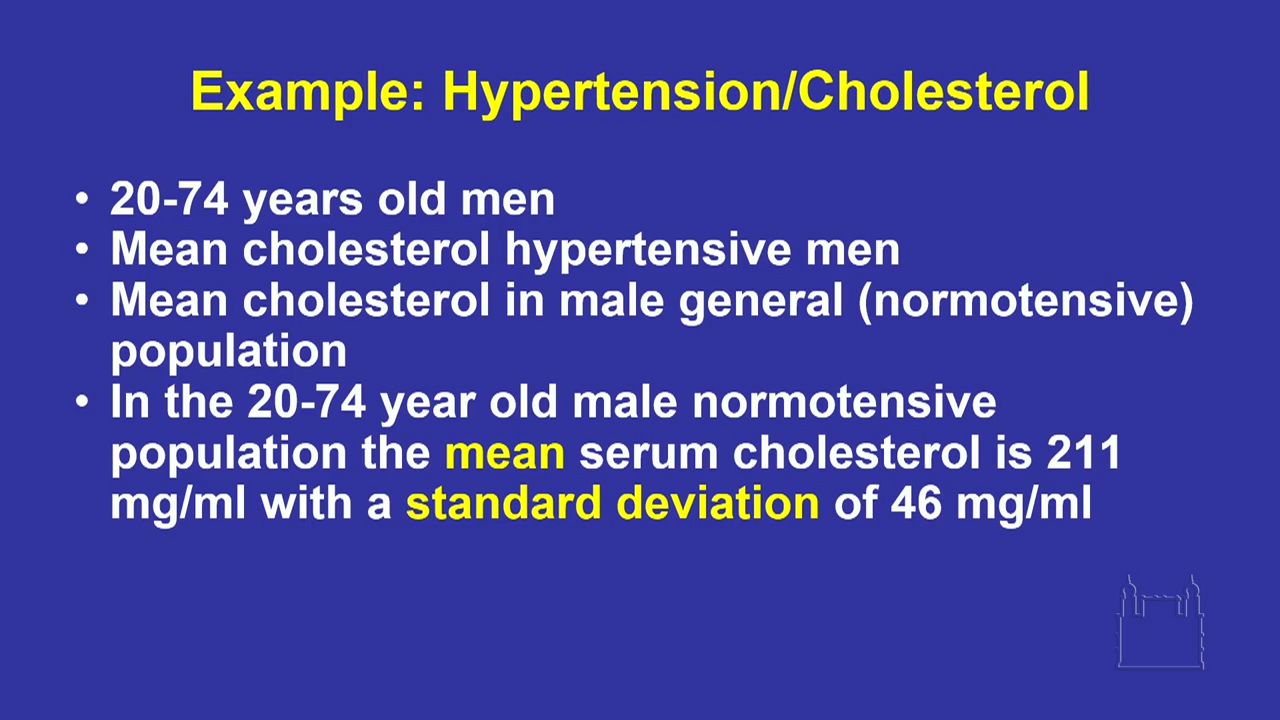 Example: Hypertension/Cholesterol
• 20-74 years old men
• Mean cholesterol hypertensive men
• Mean cholesterol in male general (normotensive)
population
• In the 20-74 year old male normotensive
population the mean serum cholesterol is 211
mg/ml with a standard deviation of 46 mg/ml